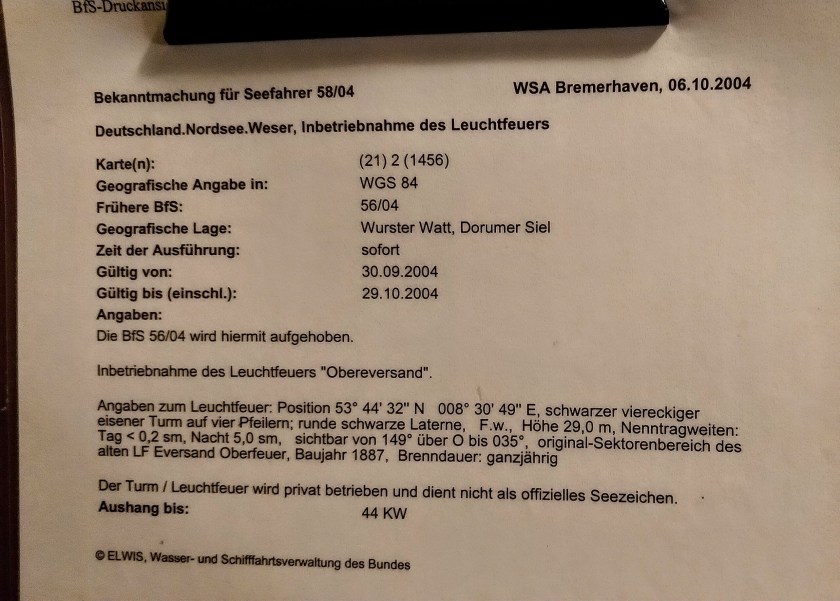 BfS-Druckansi
Bekanntmachung für Seefahrer 58/04 WSA Bremerhaven, 06.10.2004
Deutschland.Nordsee.Weser, Inbetriebnahme des Leuchtfeuers
Karte(n): (21) 2 (1456)
Geografische Angabe in: WGS 84
Frühere BfS: 56/04
Geografische Lage: Wurster Watt, Dorumer Siel
Zeit der Ausführung: sofort
Gültig von: 30.09.2004
Gültig bis (einschl.): 29.10.2004
Angaben:
Die BfS 56/04 wird hiermit aufgehoben.
Inbetriebnahme des Leuchtfeuers "Obereversand".
Angaben zum Leuchtfeuer: Position 53° 44' 32" N 008° 30' 49" E, schwarzer viereckiger
eisener Turm auf vier Pfeilern; runde schwarze Laterne, F.w., Höhe 29,0 m, Nenntragweiten:
Tag < 0,2 sm, Nacht 5,0 sm, sichtbar von 149° über O bis 035°, original-Sektorenbereich des
alten LF Eversand Oberfeuer, Baujahr 1887, Brenndauer: ganzjährig
Der Turm / Leuchtfeuer wird privat betrieben und dient nicht als offizielles Seezeichen.
Aushang bis: 44 KW
© ELWIS, Wasser- und Schifffahrtsverwaltung des Bundes